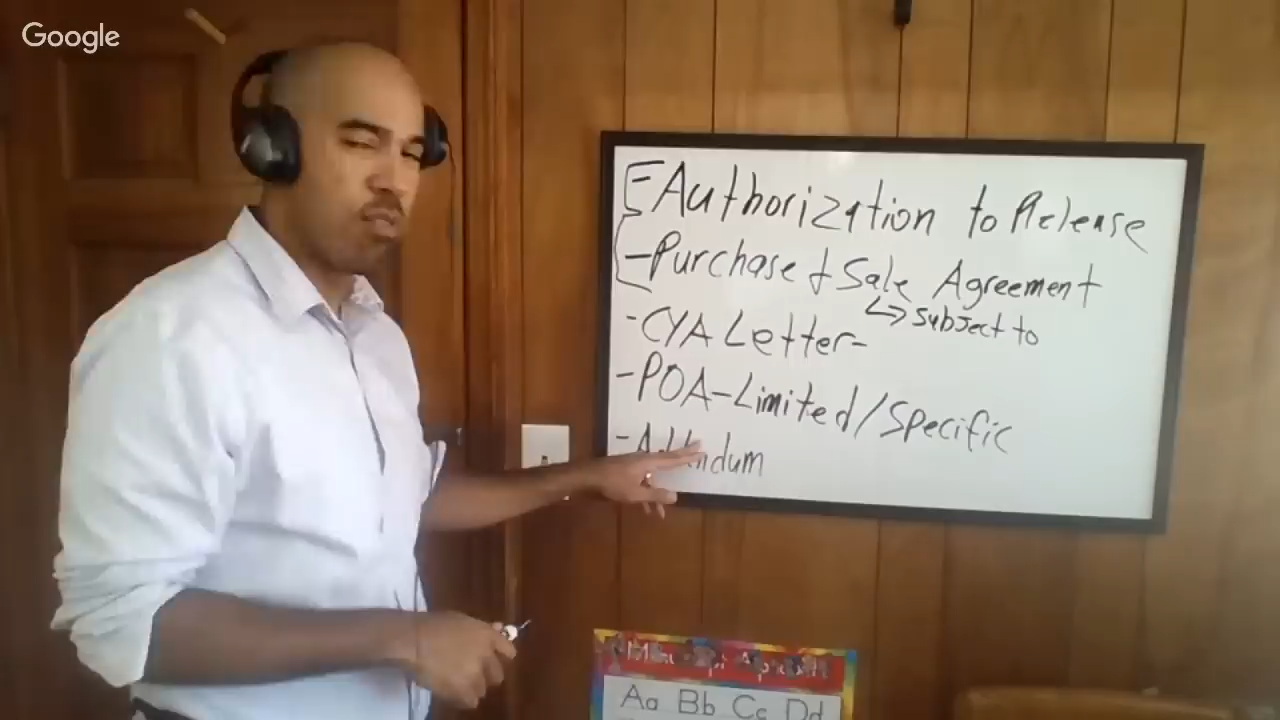 Google
-Authorization to Release
-Purchase & Sale Agreement
↳ Subject to
-CYA Letter-
-POA-Limited/Specific
-Addendum
Aa Bb Cc Dd